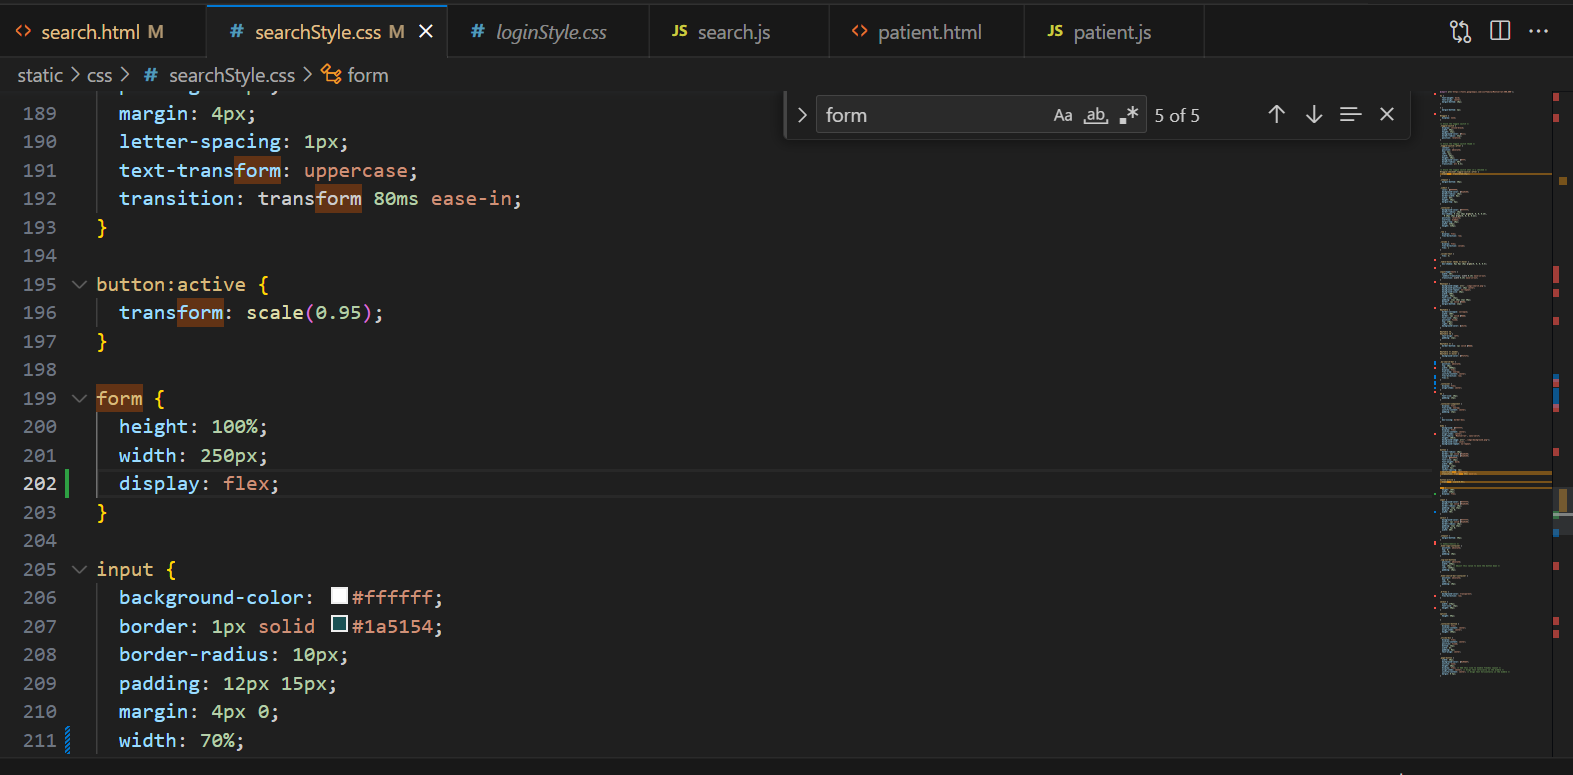 <> search.html M # searchStyle.css M × # loginStyle.css JS search.js <> patient.html JS patient.js ...
static > css > # searchStyle.css > form
form Aa ab .* 5 of 5
189 margin: 4px;
190 letter-spacing: 1px;
191 text-transform: uppercase;
192 transition: transform 80ms ease-in;
193 }
194
195 button:active {
196 transform: scale(0.95);
197 }
198
199 form {
200 height: 100%;
201 width: 250px;
202 display: flex;
203 }
204
205 input {
206 background-color: #ffffff;
207 border: 1px solid #1a5154;
208 border-radius: 10px;
209 padding: 12px 15px;
210 margin: 4px 0;
211 width: 70%;